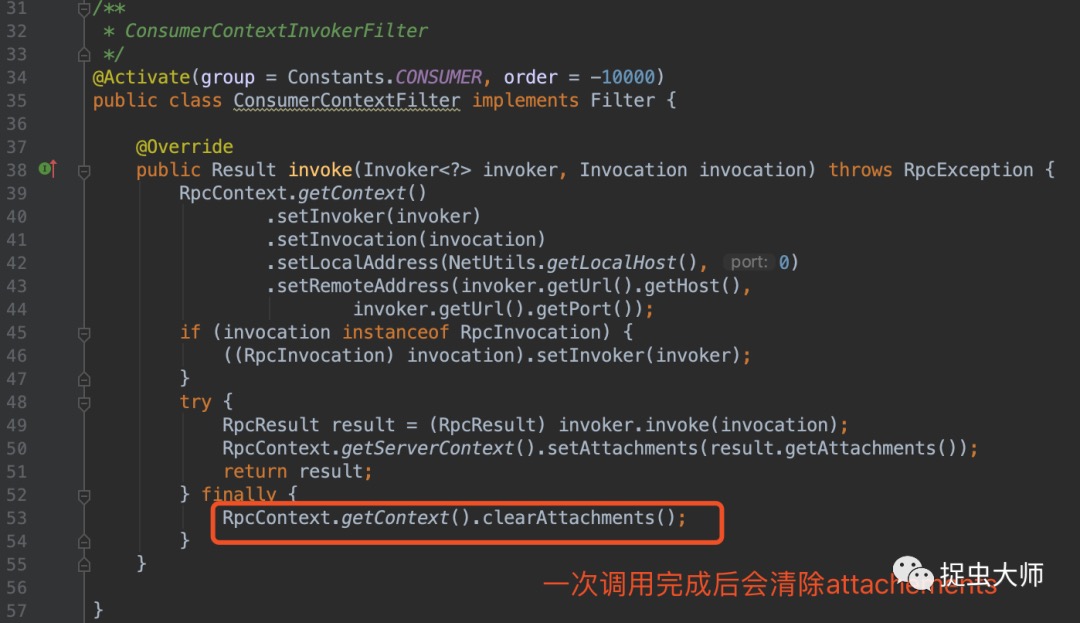 31 /**
32 * ConsumerContextInvokerFilter
33 */
34 @Activate(group = Constants.CONSUMER, order = -10000)
35 public class ConsumerContextFilter implements Filter {
36
37 @Override
38 public Result invoke(Invoker<?> invoker, Invocation invocation) throws RpcException {
39 RpcContext.getContext()
40 .setInvoker(invoker)
41 .setInvocation(invocation)
42 .setLocalAddress(NetUtils.getLocalHost(), port: 0)
43 .setRemoteAddress(invoker.getUrl().getHost(),
44 invoker.getUrl().getPort());
45 if (invocation instanceof RpcInvocation) {
46 ((RpcInvocation) invocation).setInvoker(invoker);
47 }
48 try {
49 RpcResult result = (RpcResult) invoker.invoke(invocation);
50 RpcContext.getServerContext().setAttachments(result.getAttachments());
51 return result;
52 } finally {
53 RpcContext.getContext().clearAttachments();
54 }
55 }
56
57 }
一次调用完成后会清除attachements
捉虫大师